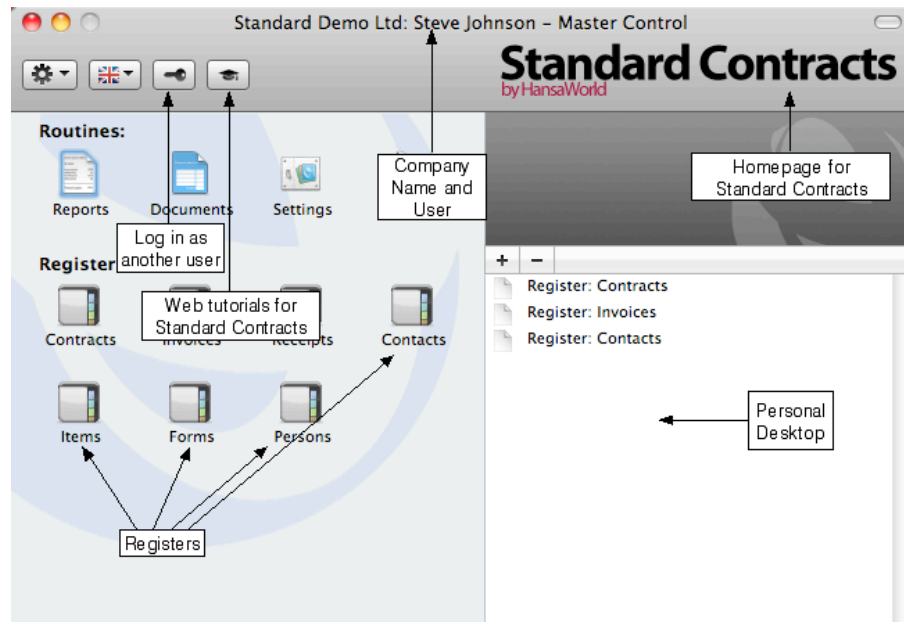 Standard Demo Ltd: Steve Johnson – Master Control
Standard Contracts
by HansaWorld
Routines:
Reports
Documents
Settings
Company
Name and
User
Homepage for
Standard Contracts
Log in as
another user
Register
+ −
Web tutorials for
Standard Contracts
Contracts
Invoices
Receipts
Contacts
Register: Contracts
Register: Invoices
Register: Contacts
Items
Forms
Persons
Personal
Desktop
Registers